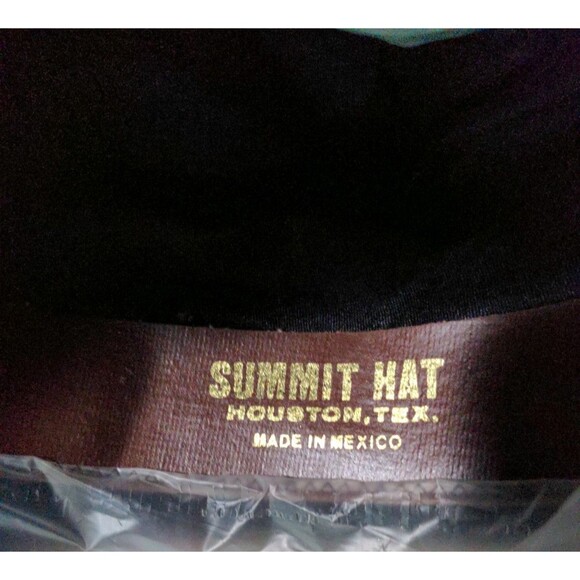 SUMMIT HAT
HOUSTON, TEX.
MADE IN MEXICO